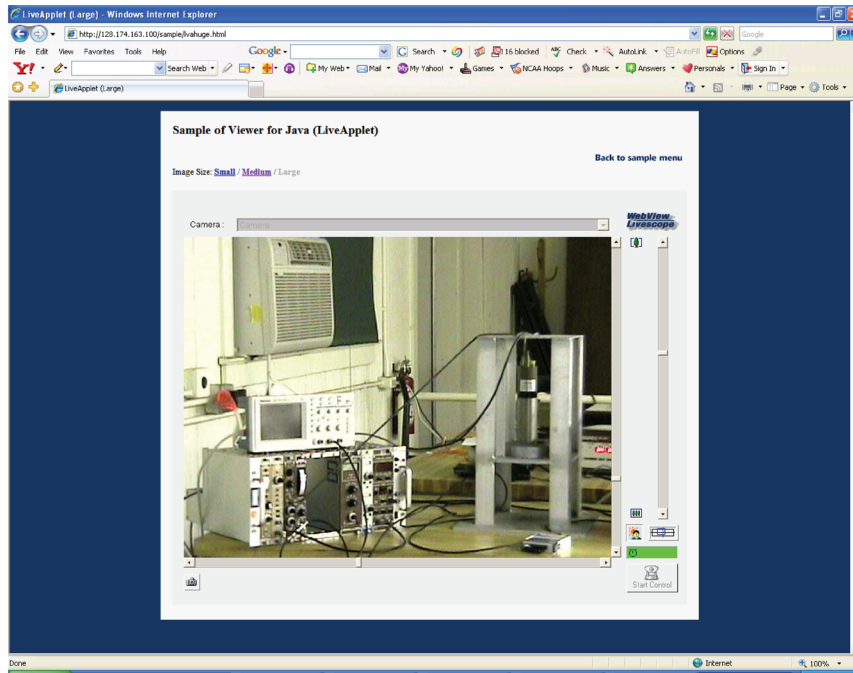 LiveApplet (Large) - Windows Internet Explorer
http://128.174.163.100/sample/lvahuge.html
Google
File Edit View Favorites Tools Help
Google Search 16 blocked Check AutoLink AutoFill Options
Y! Search Web My Web Mail My Yahoo! Games NCAA Hoops Music Answers Personals Sign In
LiveApplet (Large)
Page Tools
Sample of Viewer for Java (LiveApplet)
Back to sample menu
Image Size: Small / Medium / Large
Camera : Camera
WebView
Livescope
Start Control
Done
Internet
100%